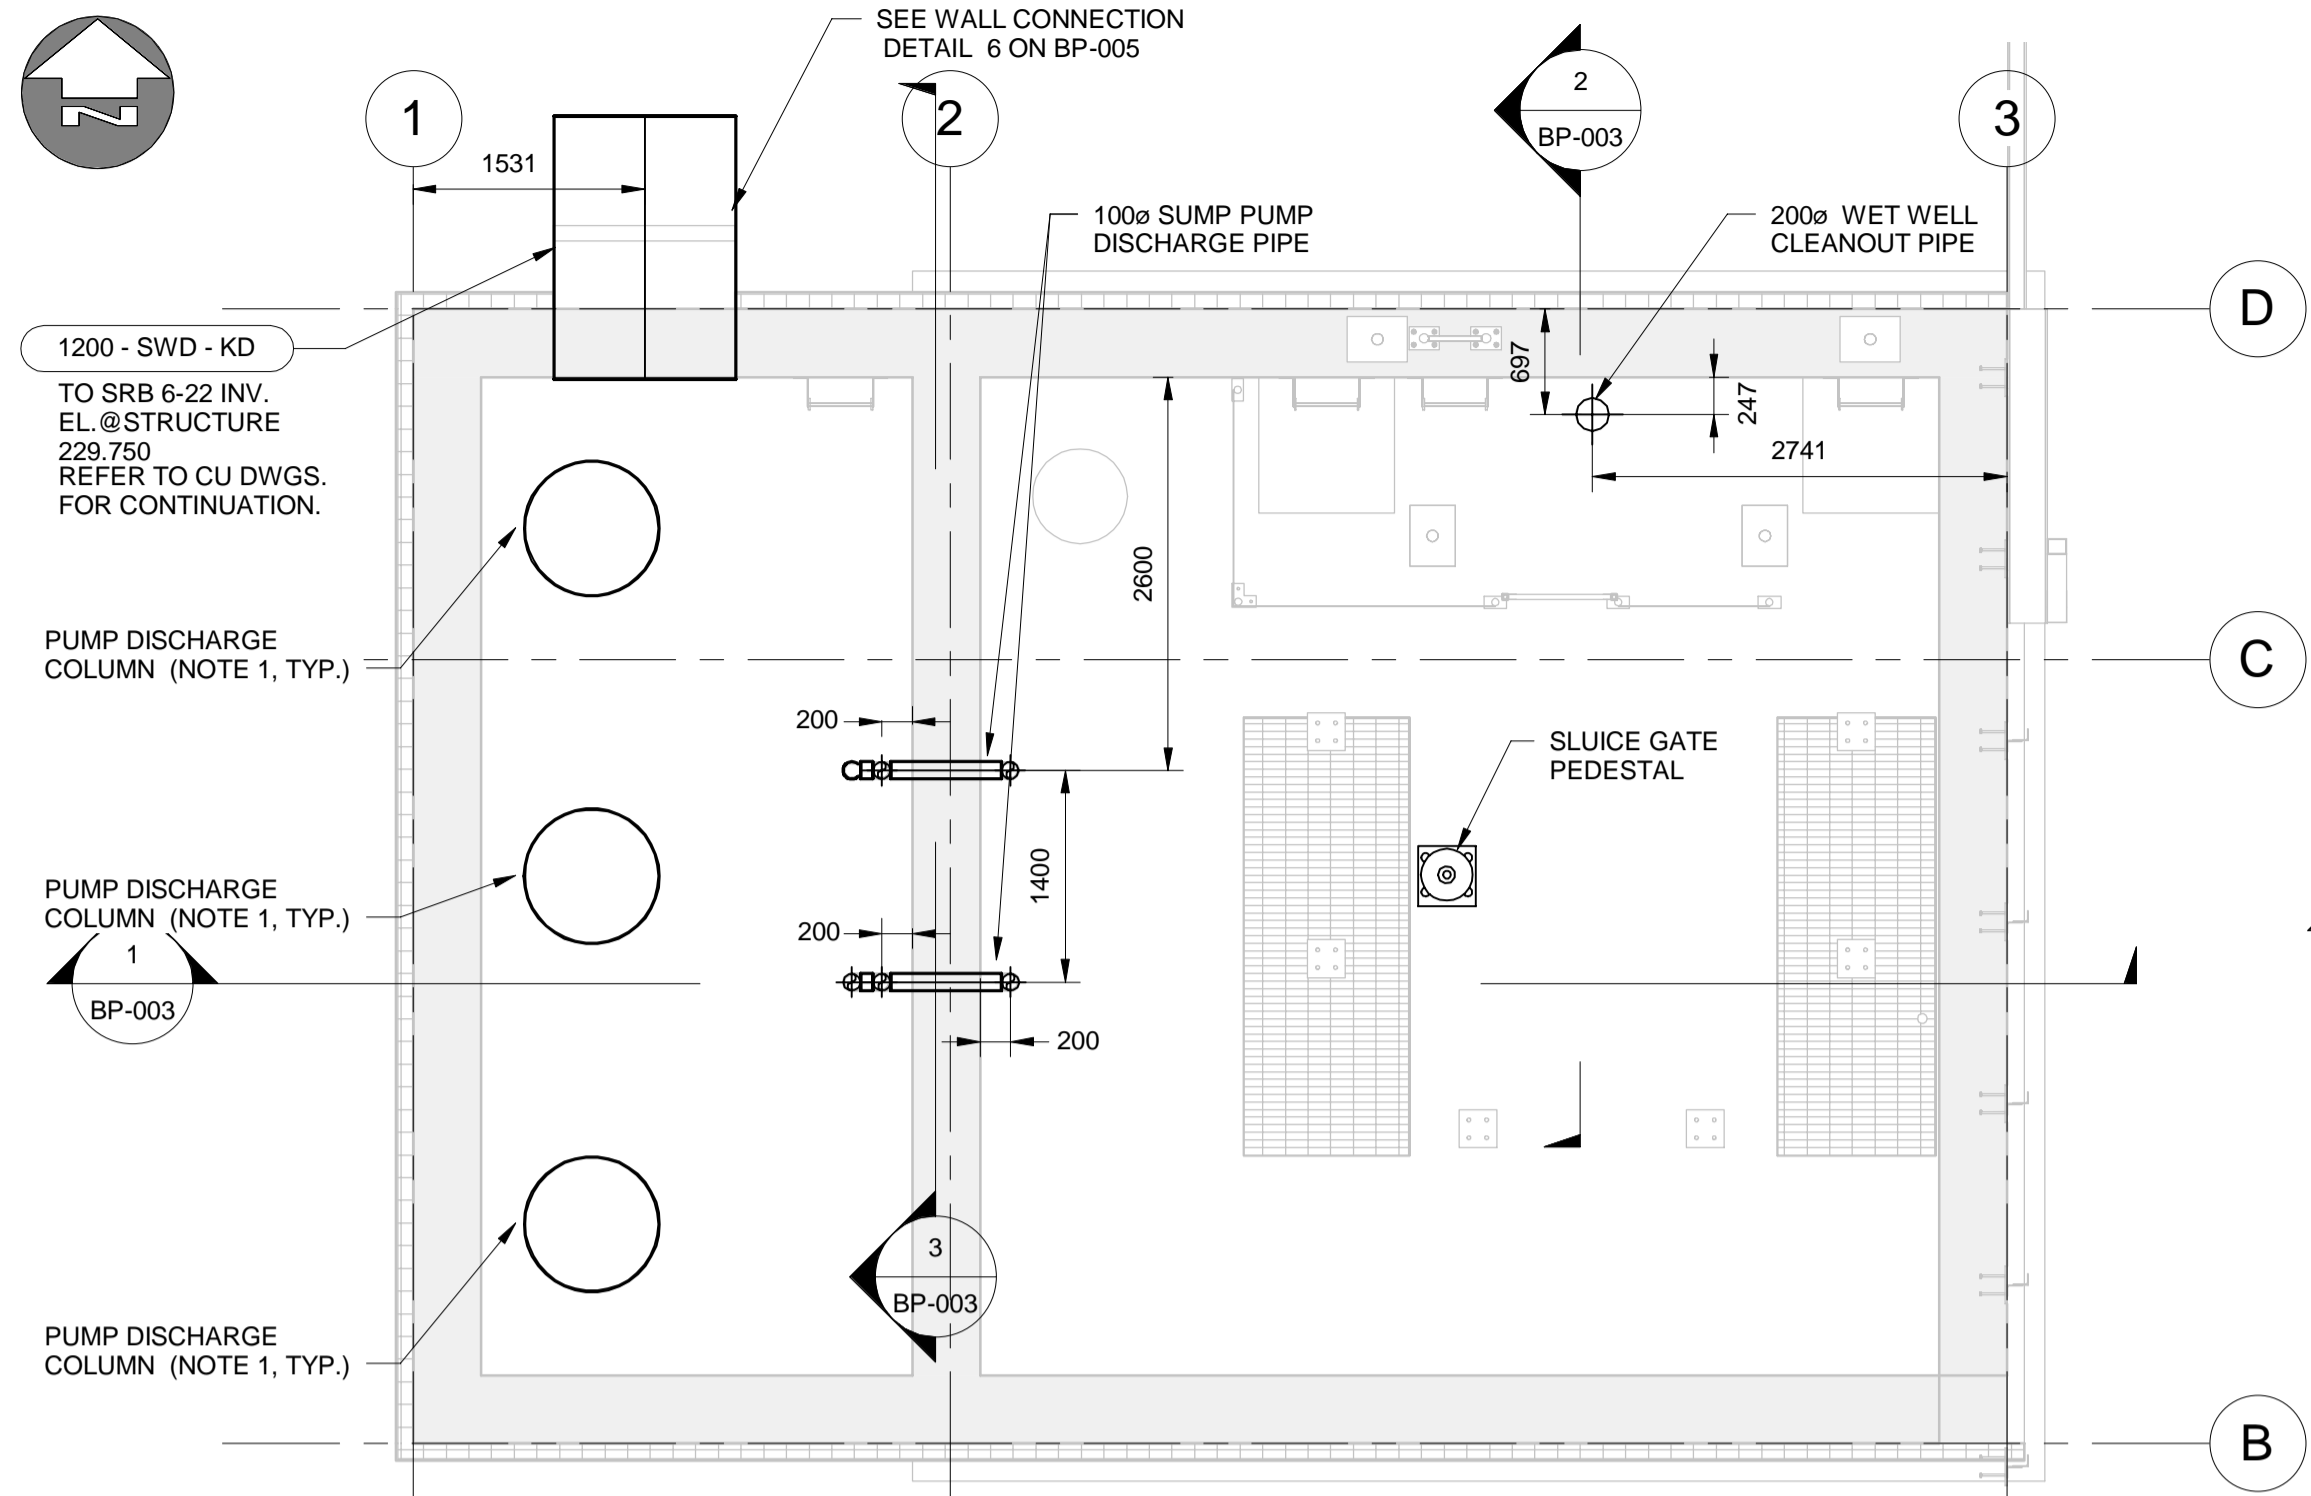 SEE WALL CONNECTION
DETAIL 6 ON BP-005
N
1
2
2
BP-003
3
1531
100ø SUMP PUMP
DISCHARGE PIPE
200ø WET WELL
CLEANOUT PIPE
D
1200 - SWD - KD
TO SRB 6-22 INV.
EL.@STRUCTURE
229.750
REFER TO CU DWGS.
FOR CONTINUATION.
697
247
2741
2600
PUMP DISCHARGE
COLUMN (NOTE 1, TYP.)
C
200
SLUICE GATE
PEDESTAL
1400
PUMP DISCHARGE
COLUMN (NOTE 1, TYP.)
200
1
BP-003
200
3
BP-003
PUMP DISCHARGE
COLUMN (NOTE 1, TYP.)
B